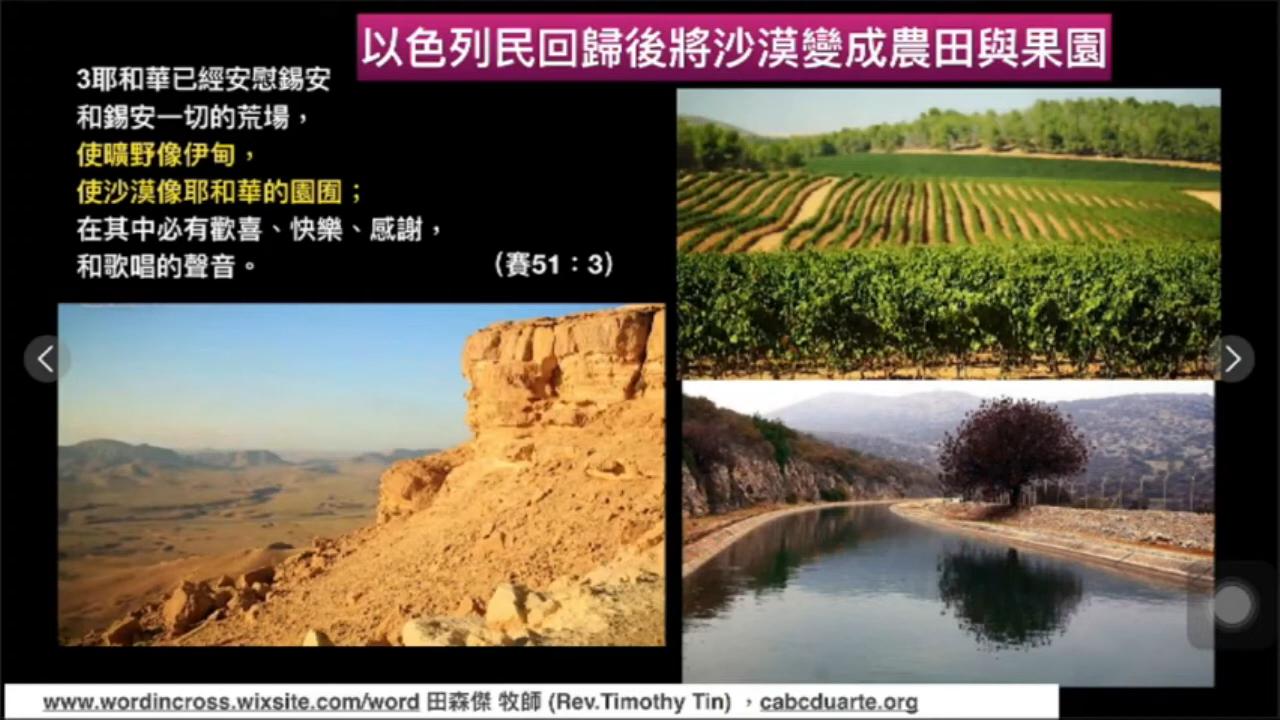 以色列民回歸後將沙漠變成農田與果園
3耶和華已經安慰錫安
和錫安一切的荒場，
使曠野像伊甸，
使沙漠像耶和華的園囿；
在其中必有歡喜、快樂、感謝，
和歌唱的聲音。 （賽51：3）
www.wordincross.wixsite.com/word 田森傑 牧師 (Rev.Timothy Tin) ，cabcduarte.org